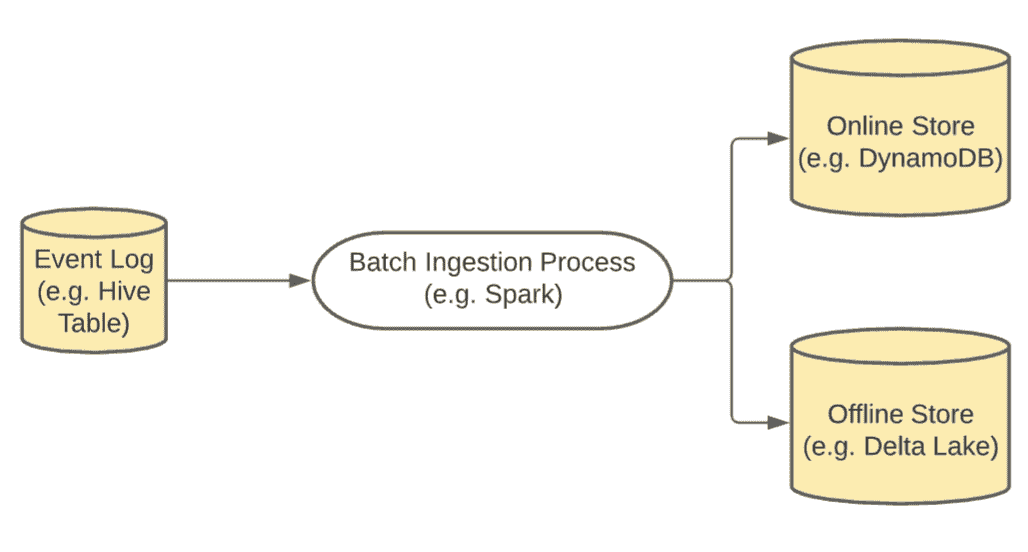 Event Log
(e.g. Hive
Table)
Batch Ingestion Process
(e.g. Spark)
Online Store
(e.g. DynamoDB)
Offline Store
(e.g. Delta Lake)